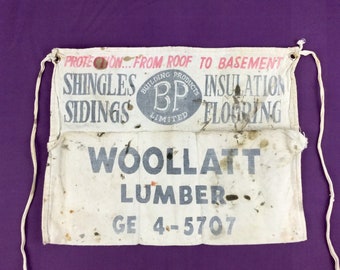 PROTECTION...FROM ROOF TO BASEMENT
SHINGLES
SIDINGS
BUILDING PRODUCTS
BP
LIMITED
INSULATION
FLOORING
WOOLLATT
LUMBER
GE 4-5707